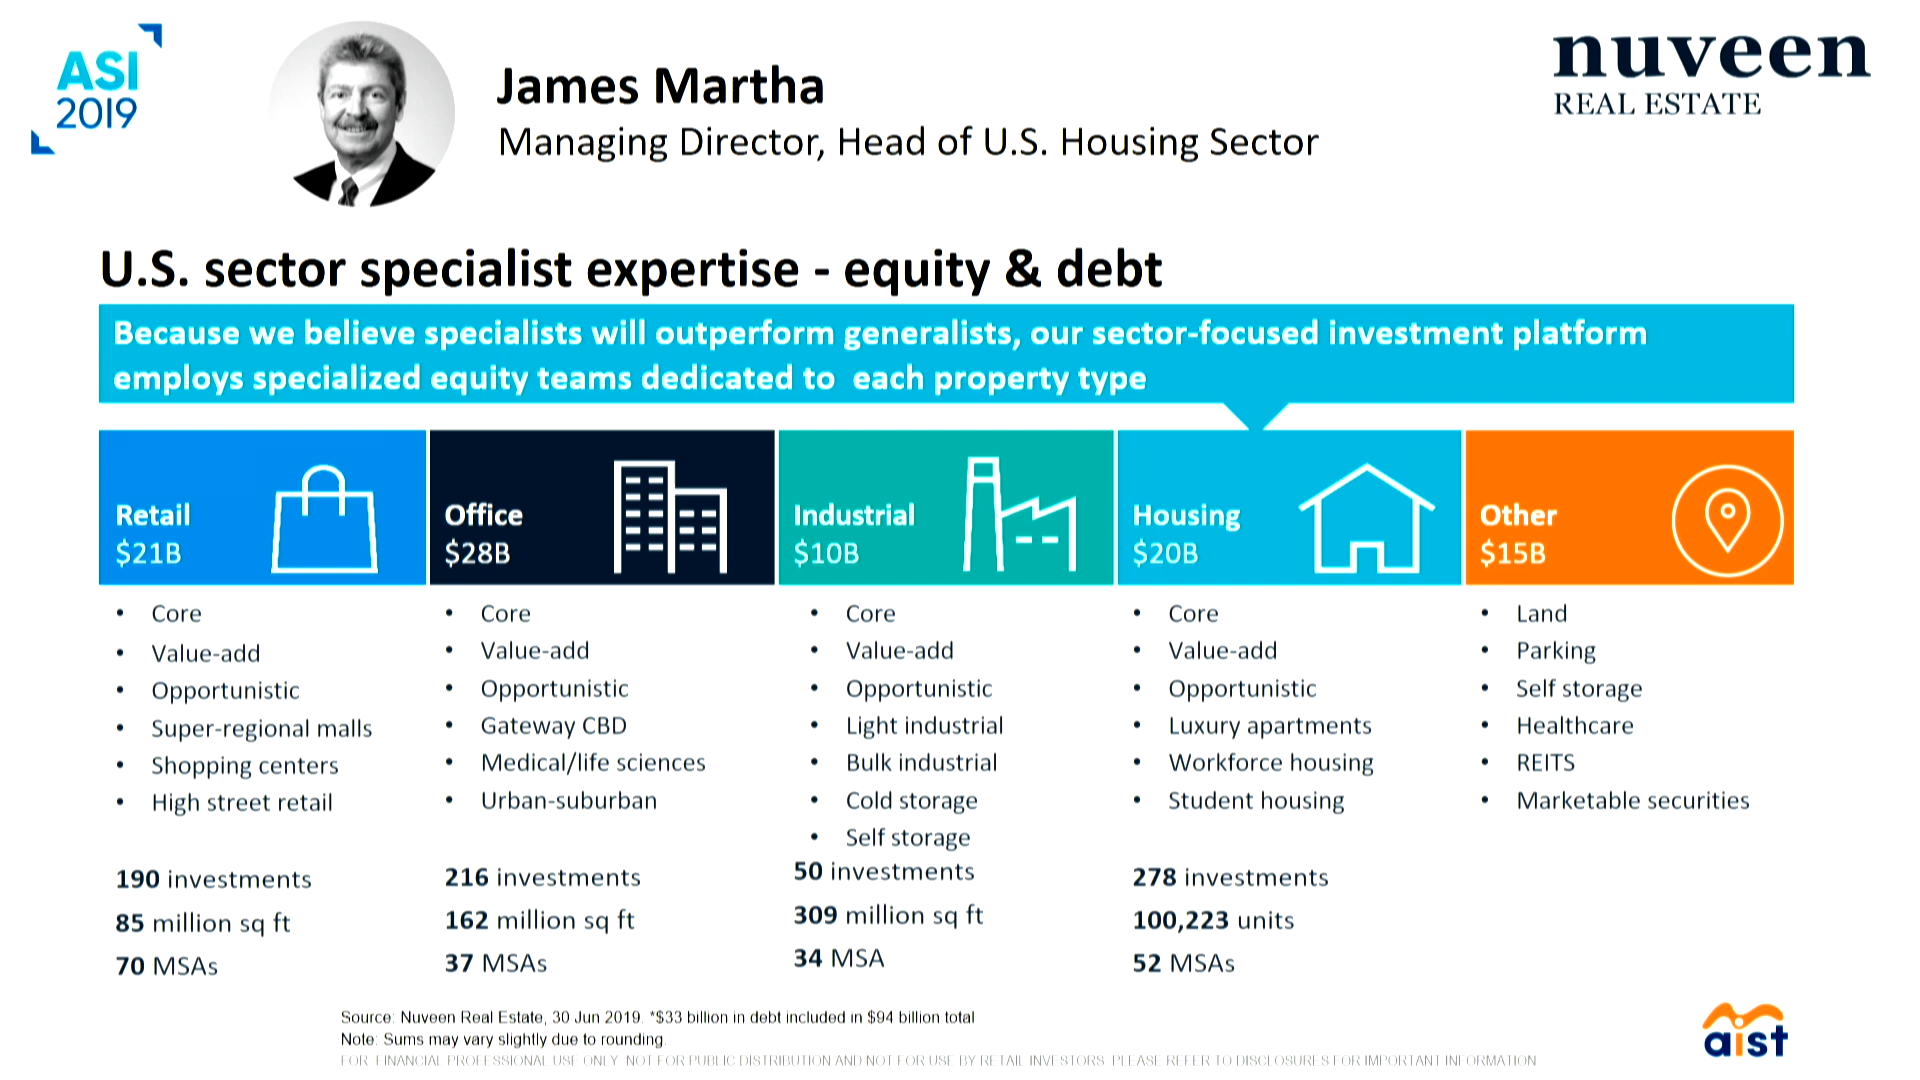 ASI
2019
James Martha
Managing Director, Head of U.S. Housing Sector
nuveen
REAL ESTATE
U.S. sector specialist expertise - equity & debt
Because we believe specialists will outperform generalists, our sector-focused investment platform
employs specialized equity teams dedicated to each property type
Retail
$21B
• Core
• Value-add
• Opportunistic
• Super-regional malls
• Shopping centers
• High street retail
190 investments
85 million sq ft
70 MSAs
Office
$28B
• Core
• Value-add
• Opportunistic
• Gateway CBD
• Medical/life sciences
• Urban-suburban
216 investments
162 million sq ft
37 MSAs
Industrial
$10B
• Core
• Value-add
• Opportunistic
• Light industrial
• Bulk industrial
• Cold storage
• Self storage
50 investments
309 million sq ft
34 MSA
Housing
$20B
• Core
• Value-add
• Opportunistic
• Luxury apartments
• Workforce housing
• Student housing
278 investments
100,223 units
52 MSAs
Other
$15B
• Land
• Parking
• Self storage
• Healthcare
• REITS
• Marketable securities
Source: Nuveen Real Estate, 30 Jun 2019. *$33 billion in debt included in $94 billion total
Note: Sums may vary slightly due to rounding.
FOR FINANCIAL PROFESSIONAL USE ONLY. NOT FOR PUBLIC DISTRIBUTION AND NOT FOR USE BY RETAIL INVESTORS. PLEASE REFER TO DISCLOSURES FOR IMPORTANT INFORMATION
aist